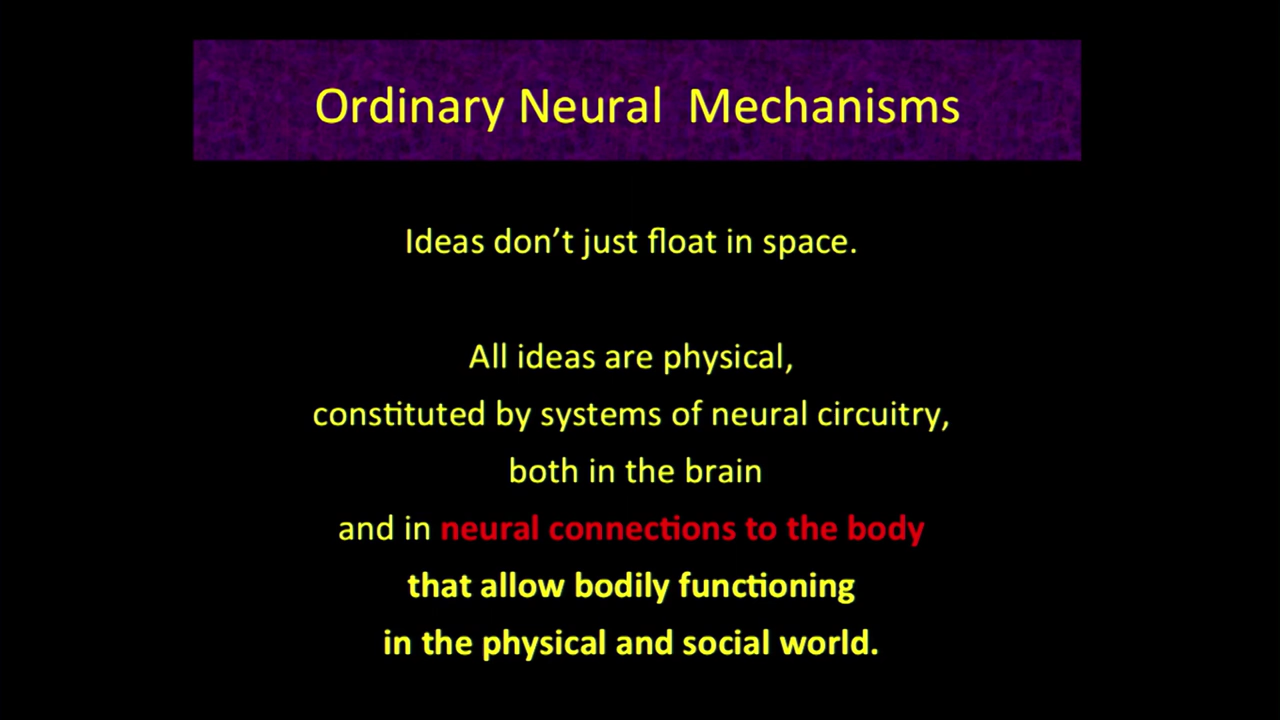 Ordinary Neural  Mechanisms
Ideas don’t just float in space.
All ideas are physical,
constituted by systems of neural circuitry,
both in the brain
and in neural connections to the body
that allow bodily functioning
in the physical and social world.